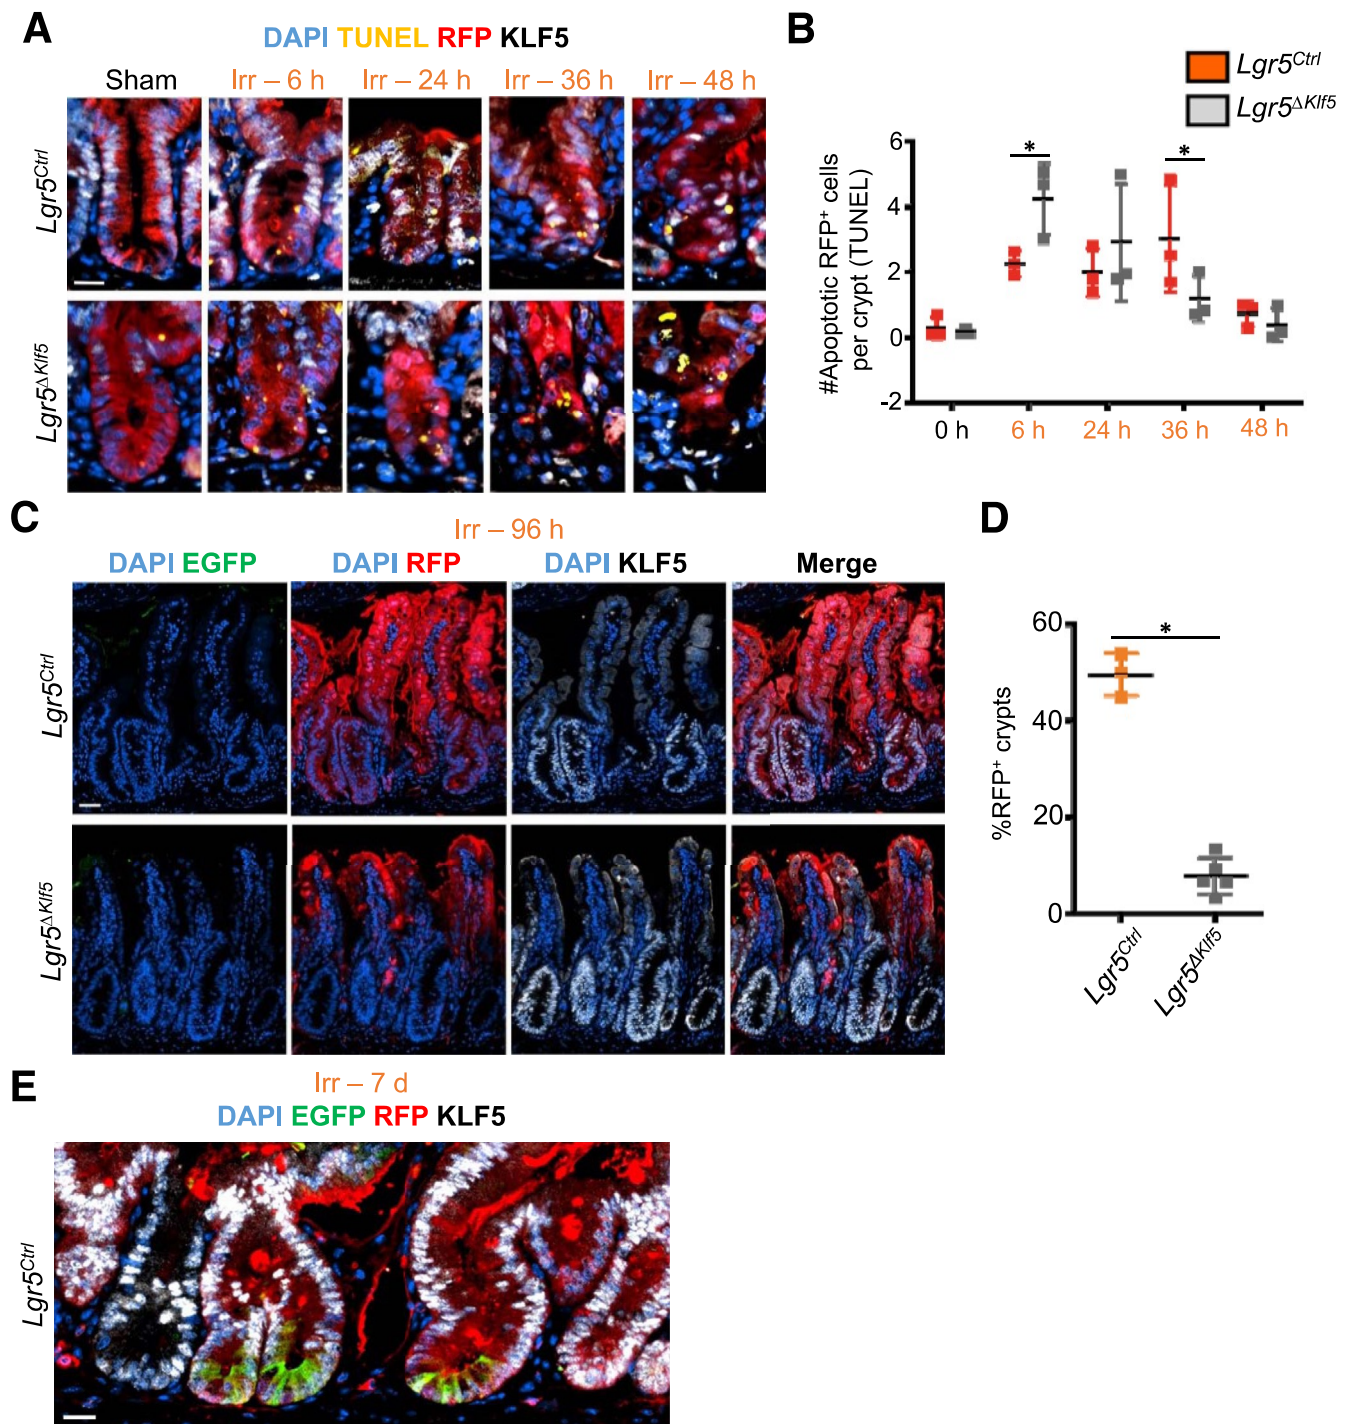 A
DAPI TUNEL RFP KLF5
Sham
Irr – 6 h
Irr – 24 h
Irr – 36 h
Irr – 48 h
Lgr5Ctrl
Lgr5ΔKlf5
B
Lgr5Ctrl
Lgr5ΔKlf5
#Apoptotic RFP+ cells
per crypt (TUNEL)
6
4
2
0
-2
*
*
0 h
6 h
24 h
36 h
48 h
C
Irr – 96 h
DAPI EGFP
DAPI RFP
DAPI KLF5
Merge
Lgr5Ctrl
Lgr5ΔKlf5
D
%RFP+ crypts
60
40
20
0
*
Lgr5Ctrl
Lgr5ΔKlf5
E
Irr – 7 d
DAPI EGFP RFP KLF5
Lgr5Ctrl